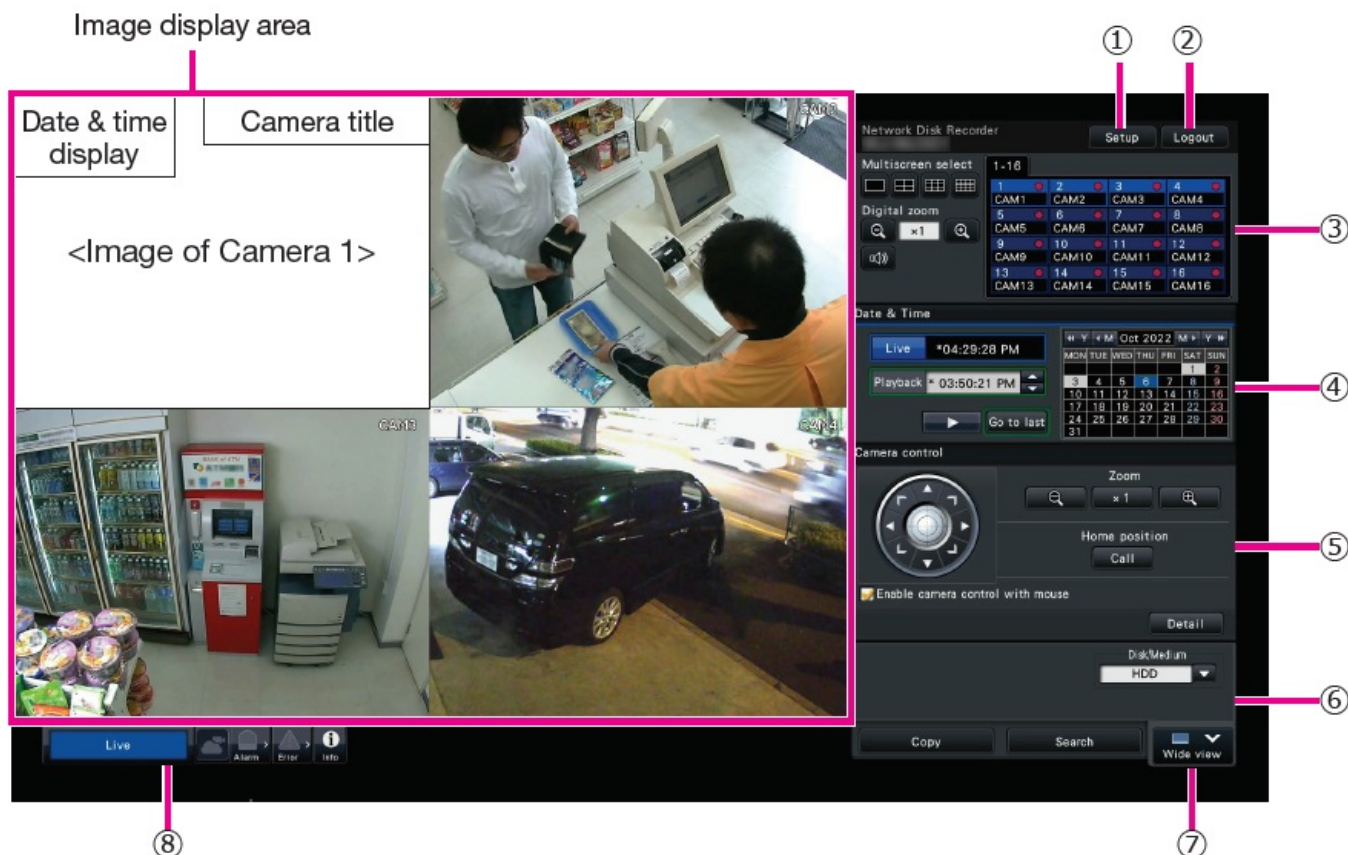 Image display area
①
②
Date & time
display
Camera title
<Image of Camera 1>
CAM3
CAM4
Network Disk Recorder
Setup
Logout
Multiscreen select
1-16
1 2 3 4
CAM1 CAM2 CAM3 CAM4
5 6 7 8
CAM5 CAM6 CAM7 CAM8
9 10 11 12
CAM9 CAM10 CAM11 CAM12
13 14 15 16
CAM13 CAM14 CAM15 CAM16
Digital zoom
×1
③
Date & Time
Live *04:29:28 PM
Playback * 03:50:21 PM
Go to last
Y M Oct 2022 M Y
MON TUE WED THU FRI SAT SUN
1 2
3 4 5 6 7 8 9
10 11 12 13 14 15 16
17 18 19 20 21 22 23
24 25 26 27 28 29 30
31
④
Camera control
Zoom
× 1
Home position
Call
⑤
Enable camera control with mouse
Detail
Disk/Medium
HDD
⑥
Copy
Search
Wide view
⑦
Live
Alarm
Error
Info
⑧